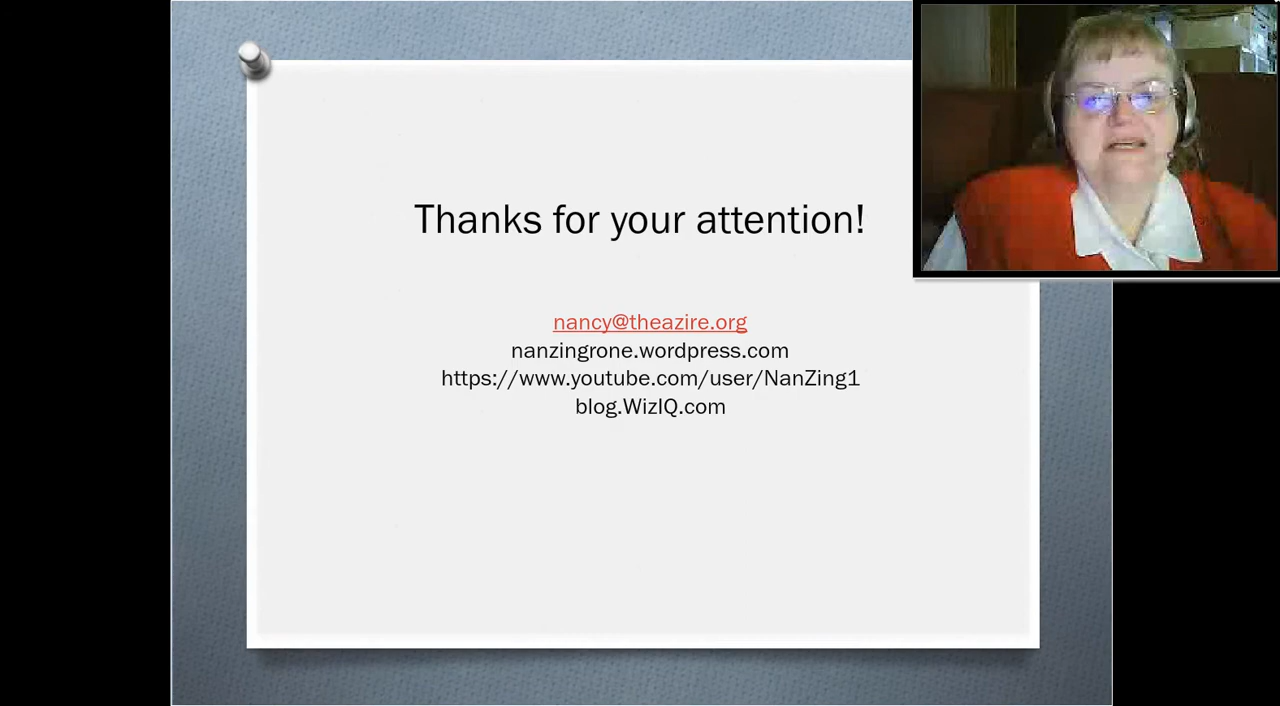 Thanks for your attention!
nancy@theazire.org
nanzingrone.wordpress.com
https://www.youtube.com/user/NanZing1
blog.WizIQ.com